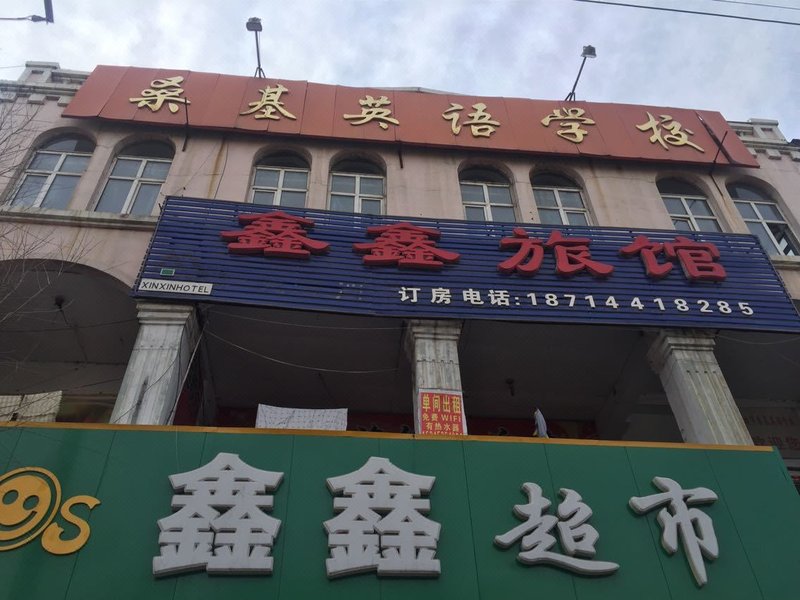 桑基英语学校
鑫鑫旅馆
XINXINHOTEL
订房电话:18714418285
单间出租
免费WIFI
有热水器
S
鑫鑫超市